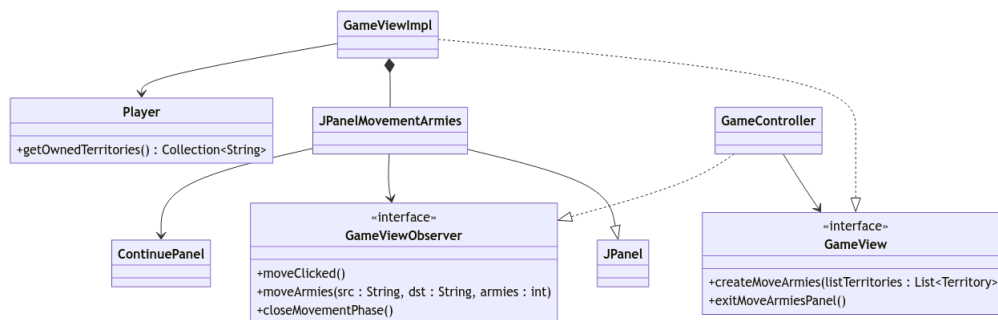 GameViewImpl
Player
+getOwnedTerritories() : Collection<String>
JPanelMovementArmies
GameController
ContinuePanel
«interface»
GameViewObserver
+moveClicked()
+moveArmies(src : String, dst : String, armies : int)
+closeMovementPhase()
JPanel
«interface»
GameView
+createMoveArmies(listTerritories : List<Territory>
+exitMoveArmiesPanel()